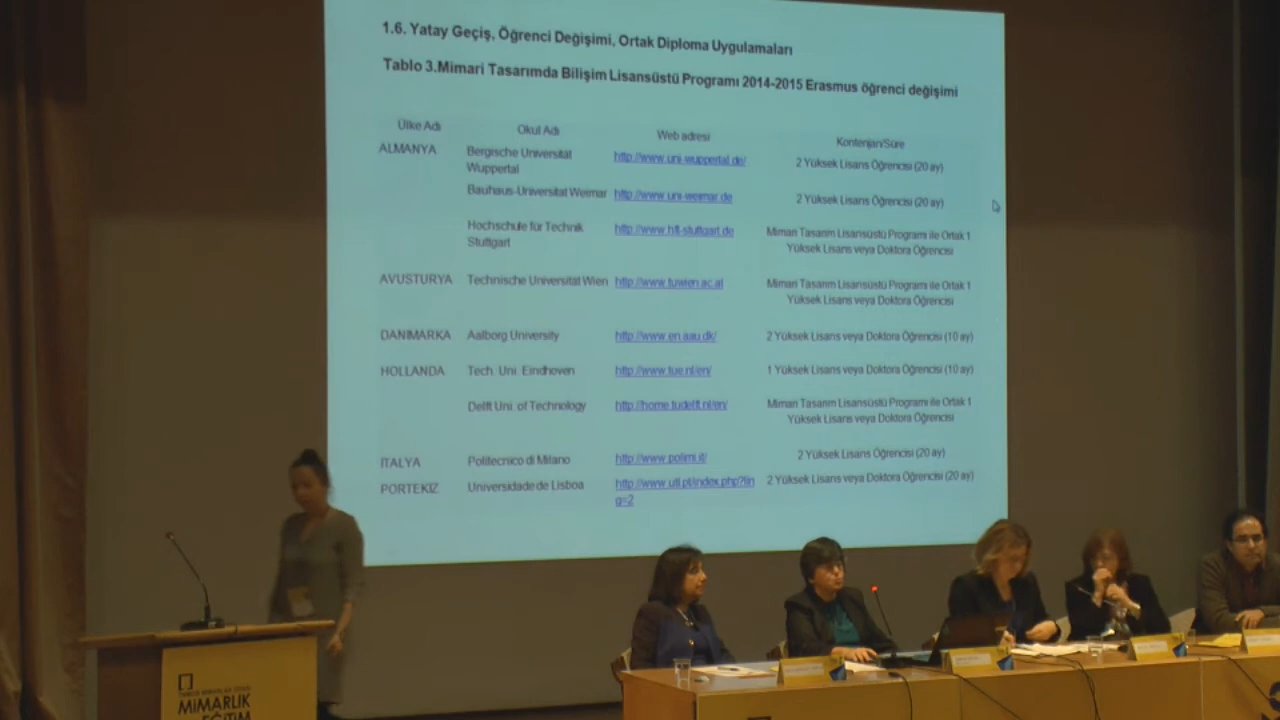 1.6. Yatay Geçiş, Öğrenci Değişimi, Ortak Diploma Uygulamaları
Tablo 3.Mimari Tasarımda Bilişim Lisansüstü Programı 2014-2015 Erasmus öğrenci değişimi
Ülke Adı Okul Adı Web adresi Kontenjan/Süre
ALMANYA Bergische Universitat http://www.uni-wuppertal.de/ 2 Yüksek Lisans Öğrencisi (20 ay)
Wuppertal
Bauhaus-Universitat Weimar http://www.uni-weimar.de 2 Yüksek Lisans Öğrencisi (20 ay)
Hochschule für Technik http://www.hft-stuttgart.de Mimari Tasarım Lisansüstü Programı ile Ortak 1
Stuttgart Yüksek Lisans veya Doktora Öğrencisi
AVUSTURYA Technische Universitat Wien http://www.tuwien.ac.at Mimari Tasarım Lisansüstü Programı ile Ortak 1
Yüksek Lisans veya Doktora Öğrencisi
DANIMARKA Aalborg University http://www.en.aau.dk/ 2 Yüksek Lisans veya Doktora Öğrencisi (10 ay)
HOLLANDA Tech. Uni. Eindhoven http://www.tue.nl/en/ 1 Yüksek Lisans veya Doktora Öğrencisi (10 ay)
Delft Uni. of Technology http://home.tudelft.nl/en/ Mimari Tasarım Lisansüstü Programı ile Ortak 1
Yüksek Lisans veya Doktora Öğrencisi
ITALYA Politecnico di Milano http://www.polimi.it/ 2 Yüksek Lisans Öğrencisi (20 ay)
PORTEKIZ Universidade de Lisboa http://www.utl.pt/index.php?lin 2 Yüksek Lisans veya Doktora Öğrencisi (20 ay)
g=2
MİMARLIK
EĞİTİM